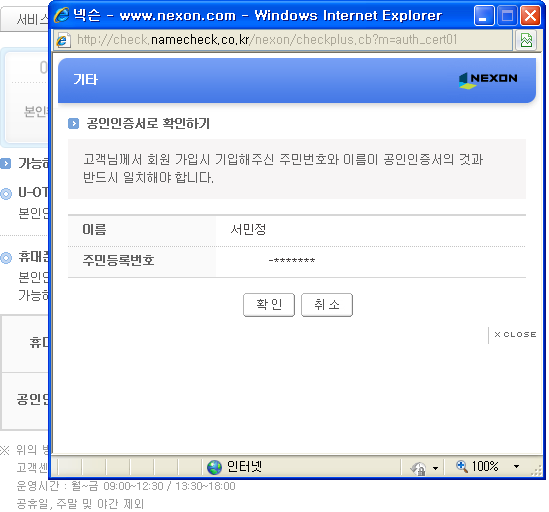 넥슨 - www.nexon.com - Windows Internet Explorer
http://check.namecheck.co.kr/nexon/checkplus.cb?m=auth_cert01
기타
NEXON
공인인증서로 확인하기
고객님께서 회원 가입시 기입해주신 주민번호와 이름이 공인인증서의 것과
반드시 일치해야 합니다.
이름 서민정
주민등록번호 -*******
확 인 취 소
X CLOSE
인터넷 100%
서비스
0
본인
가능하
U-OT
본인인
휴대폰
본인인
가능하
휴대
공인인
※ 위의 방
고객센
운영시간 : 월~금 09:00~12:30 / 13:30~18:00
공휴일, 주말 및 야간 제외